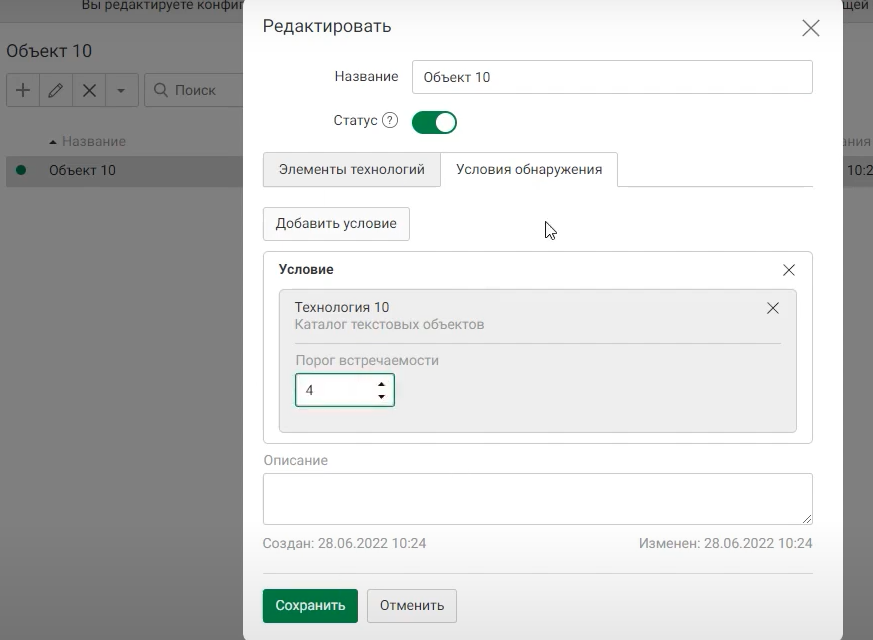 Вы редактируете конфиг
щей
Объект 10
Поиск
Название
ания
Объект 10
10:2
Редактировать
Название
Объект 10
Статус ?
Элементы технологий
Условия обнаружения
Добавить условие
Условие
Технология 10
Каталог текстовых объектов
Порог встречаемости
4
Описание
Создан: 28.06.2022 10:24
Изменен: 28.06.2022 10:24
Сохранить
Отменить